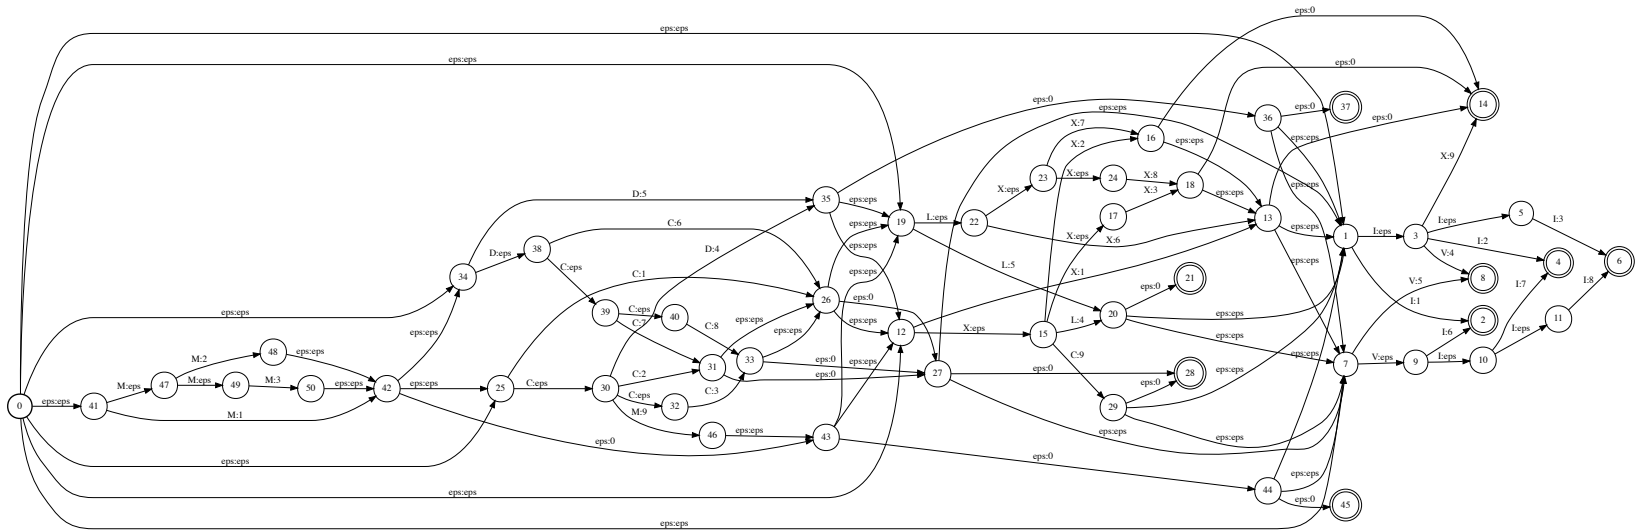 eps:0
eps:eps
eps:eps
eps:0
eps:0
eps:eps
36
eps:0
37
14
eps:0
X:7
X:2
16
eps:eps
X:9
23
X:eps
24
X:8
18
eps:eps
D:5
35
eps:eps
X:eps
X:3
eps:eps
5
I:3
C:6
19
L:eps
22
17
13
eps:eps
1
I:eps
3
I:eps
I:2
6
D:eps
38
eps:eps
X:6
X:eps
34
C:eps
D:4
eps:eps
L:5
X:1
21
eps:0
eps:eps
V:4
8
4
C:1
26
eps:0
V:5
I:1
I:8
39
C:eps
40
C:7
C:8
eps:eps
eps:eps
eps:eps
eps:eps
12
X:eps
15
L:4
20
eps:eps
eps:eps
2
11
I:7
I:eps
48
M:2
eps:eps
eps:eps
33
31
eps:0
eps:0
eps:eps
27
C:9
eps:0
28
7
V:eps
9
I:6
I:eps
10
47
M:eps
49
M:3
50
eps:eps
42
eps:eps
25
C:eps
30
C:2
C:eps
32
C:3
eps:0
eps:eps
29
0
eps:eps
41
M:eps
M:1
M:9
46
eps:eps
43
eps:0
eps:eps
eps:eps
eps:0
eps:eps
eps:eps
44
eps:eps
eps:0
45
eps:eps